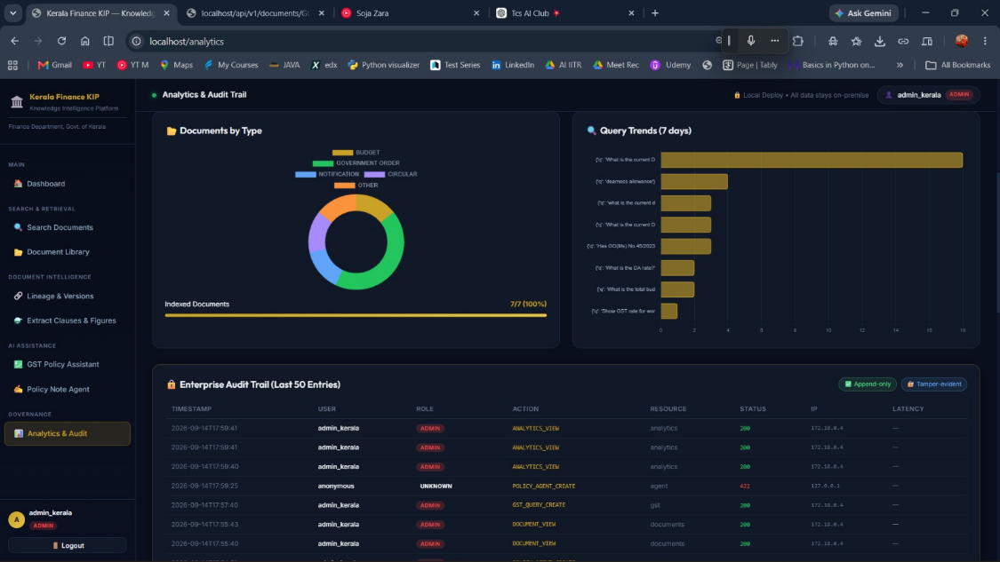 Kerala Finance KIP — Knowledg
localhost/api/v1/documents/G
Soja Zara
Tcs AI Club
Ask Gemini
localhost/analytics
Gmail
YT
YT M
Maps
My Courses
JAVA
edx
Python visualizer
Test Series
LinkedIn
AI IITR
Meet Rec
Udemy
Page | Tably
Basics in Python on...
All Bookmarks
Kerala Finance KIP
Knowledge Intelligence Platform
Finance Department, Govt. of Kerala
MAIN
Dashboard
SEARCH & RETRIEVAL
Search Documents
Document Library
DOCUMENT INTELLIGENCE
Lineage & Versions
Extract Clauses & Figures
AI ASSISTANCE
GST Policy Assistant
Policy Note Agent
GOVERNANCE
Analytics & Audit
A
admin_kerala
ADMIN
Logout
Analytics & Audit Trail
Local Deploy • All data stays on-premise
admin_kerala ADMIN
Documents by Type
BUDGET
GOVERNMENT ORDER
NOTIFICATION CIRCULAR
OTHER
Indexed Documents 7/7 (100%)
Query Trends (7 days)
{'q': 'What is the current D
{'q': 'dearness allowance'}
{'q': 'what is the current d
{'q': 'What is the current D
{'q': 'Has GO(Ms) No.45/2023
{'q': 'What is the DA rate?'
{'q': 'What is the total bud
{'q': 'Show GST rate for wor
0 2 4 6 8 10 12 14 16 18
Enterprise Audit Trail (Last 50 Entries)
Append-only
Tamper-evident
TIMESTAMP USER ROLE ACTION RESOURCE STATUS IP LATENCY
2026-09-14T17:59:41 admin_kerala ADMIN ANALYTICS_VIEW analytics 200 172.18.0.4 —
2026-09-14T17:59:41 admin_kerala ADMIN ANALYTICS_VIEW analytics 200 172.18.0.4 —
2026-09-14T17:59:40 admin_kerala ADMIN ANALYTICS_VIEW analytics 200 172.18.0.4 —
2026-09-14T17:59:25 anonymous UNKNOWN POLICY_AGENT_CREATE agent 422 127.0.0.1 —
2026-09-14T17:57:40 admin_kerala ADMIN GST_QUERY_CREATE gst 200 172.18.0.4 —
2026-09-14T17:55:43 admin_kerala ADMIN DOCUMENT_VIEW documents 200 172.18.0.4 —
2026-09-14T17:55:40 admin_kerala ADMIN DOCUMENT_VIEW documents 200 172.18.0.4 —